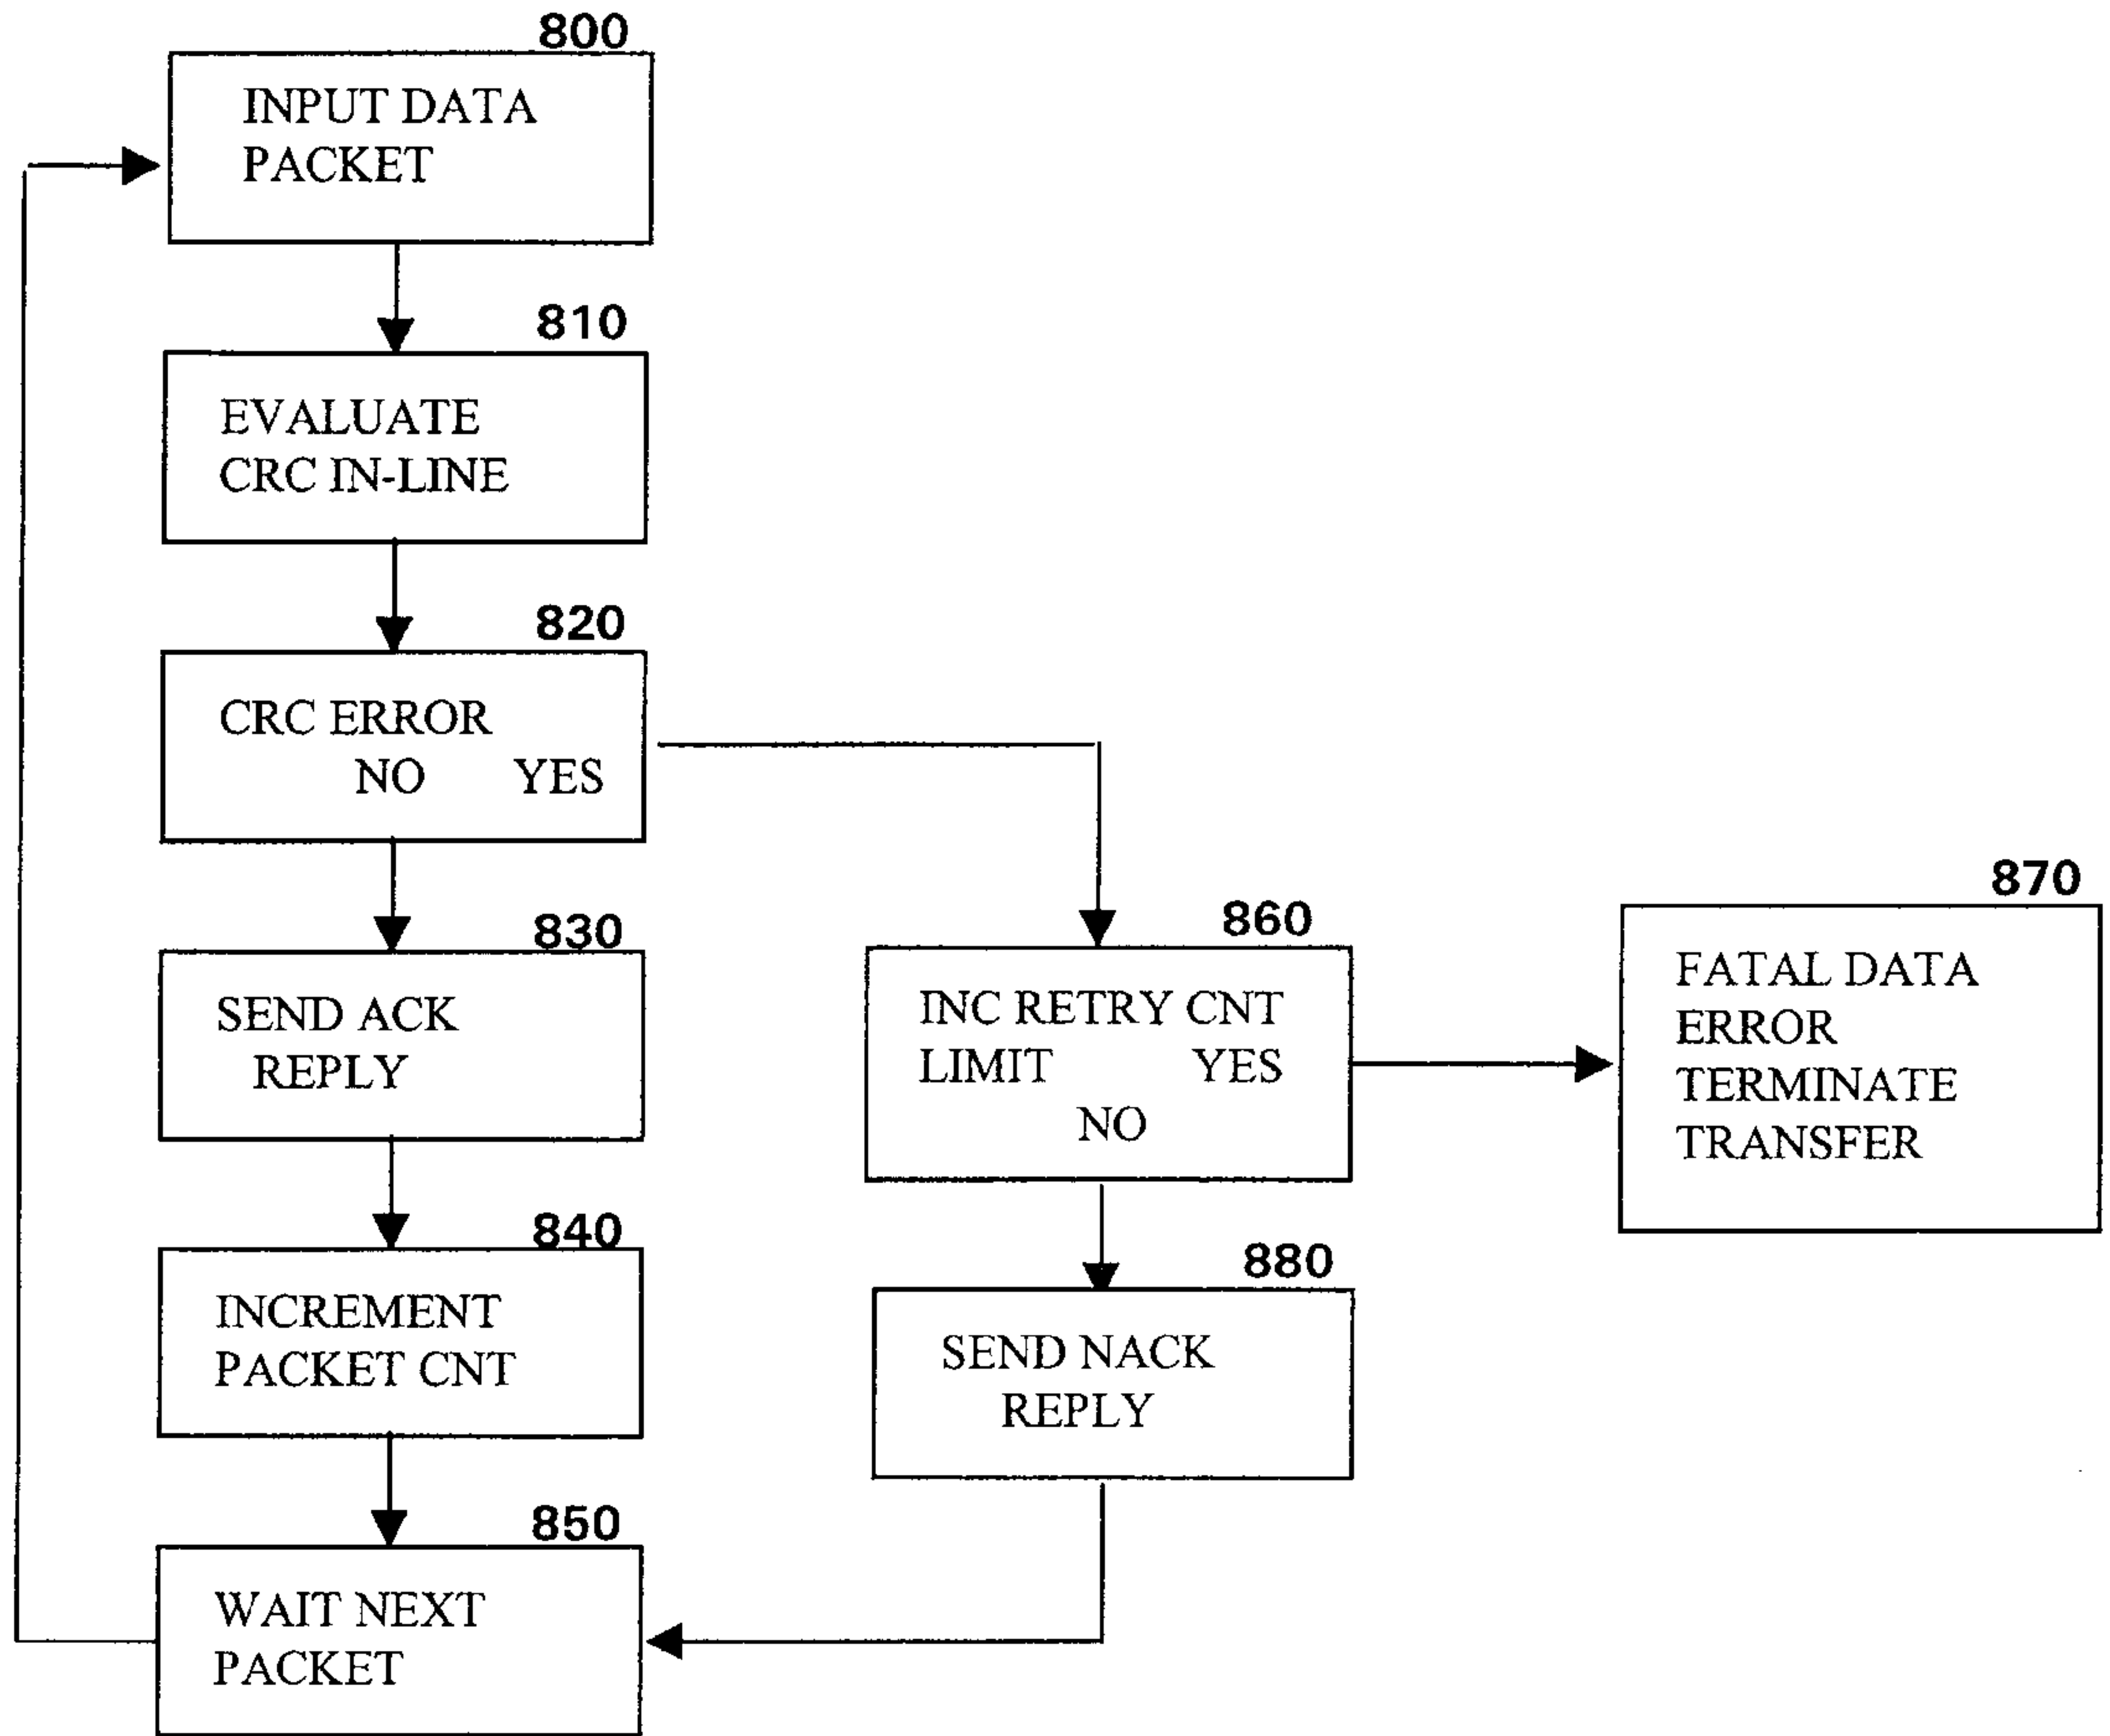 800
INPUT DATA
PACKET
810
EVALUATE
CRC IN-LINE
820
CRC ERROR
NO YES
830
SEND ACK
REPLY
840
INCREMENT
PACKET CNT
850
WAIT NEXT
PACKET
860
INC RETRY CNT
LIMIT YES
NO
870
FATAL DATA
ERROR
TERMINATE
TRANSFER
880
SEND NACK
REPLY